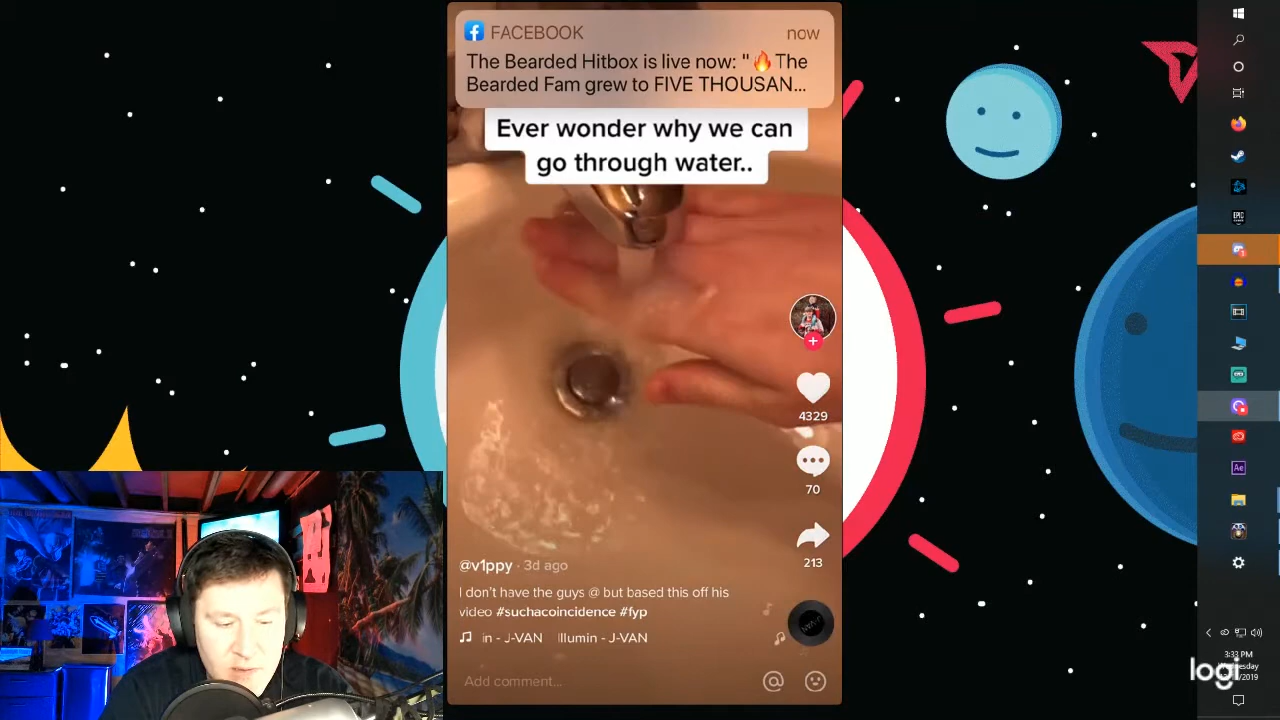 FACEBOOK
now
The Bearded Hitbox is live now: "🔥The
Bearded Fam grew to FIVE THOUSAN...
Ever wonder why we can
go through water..
4329
70
213
@v1ppy · 3d ago
I don't have the guys @ but based this off his
video #suchacoincidence #fyp
in - J-VAN Illumin - J-VAN
Add comment...
EPIC
Ae
3:33 PM
logi